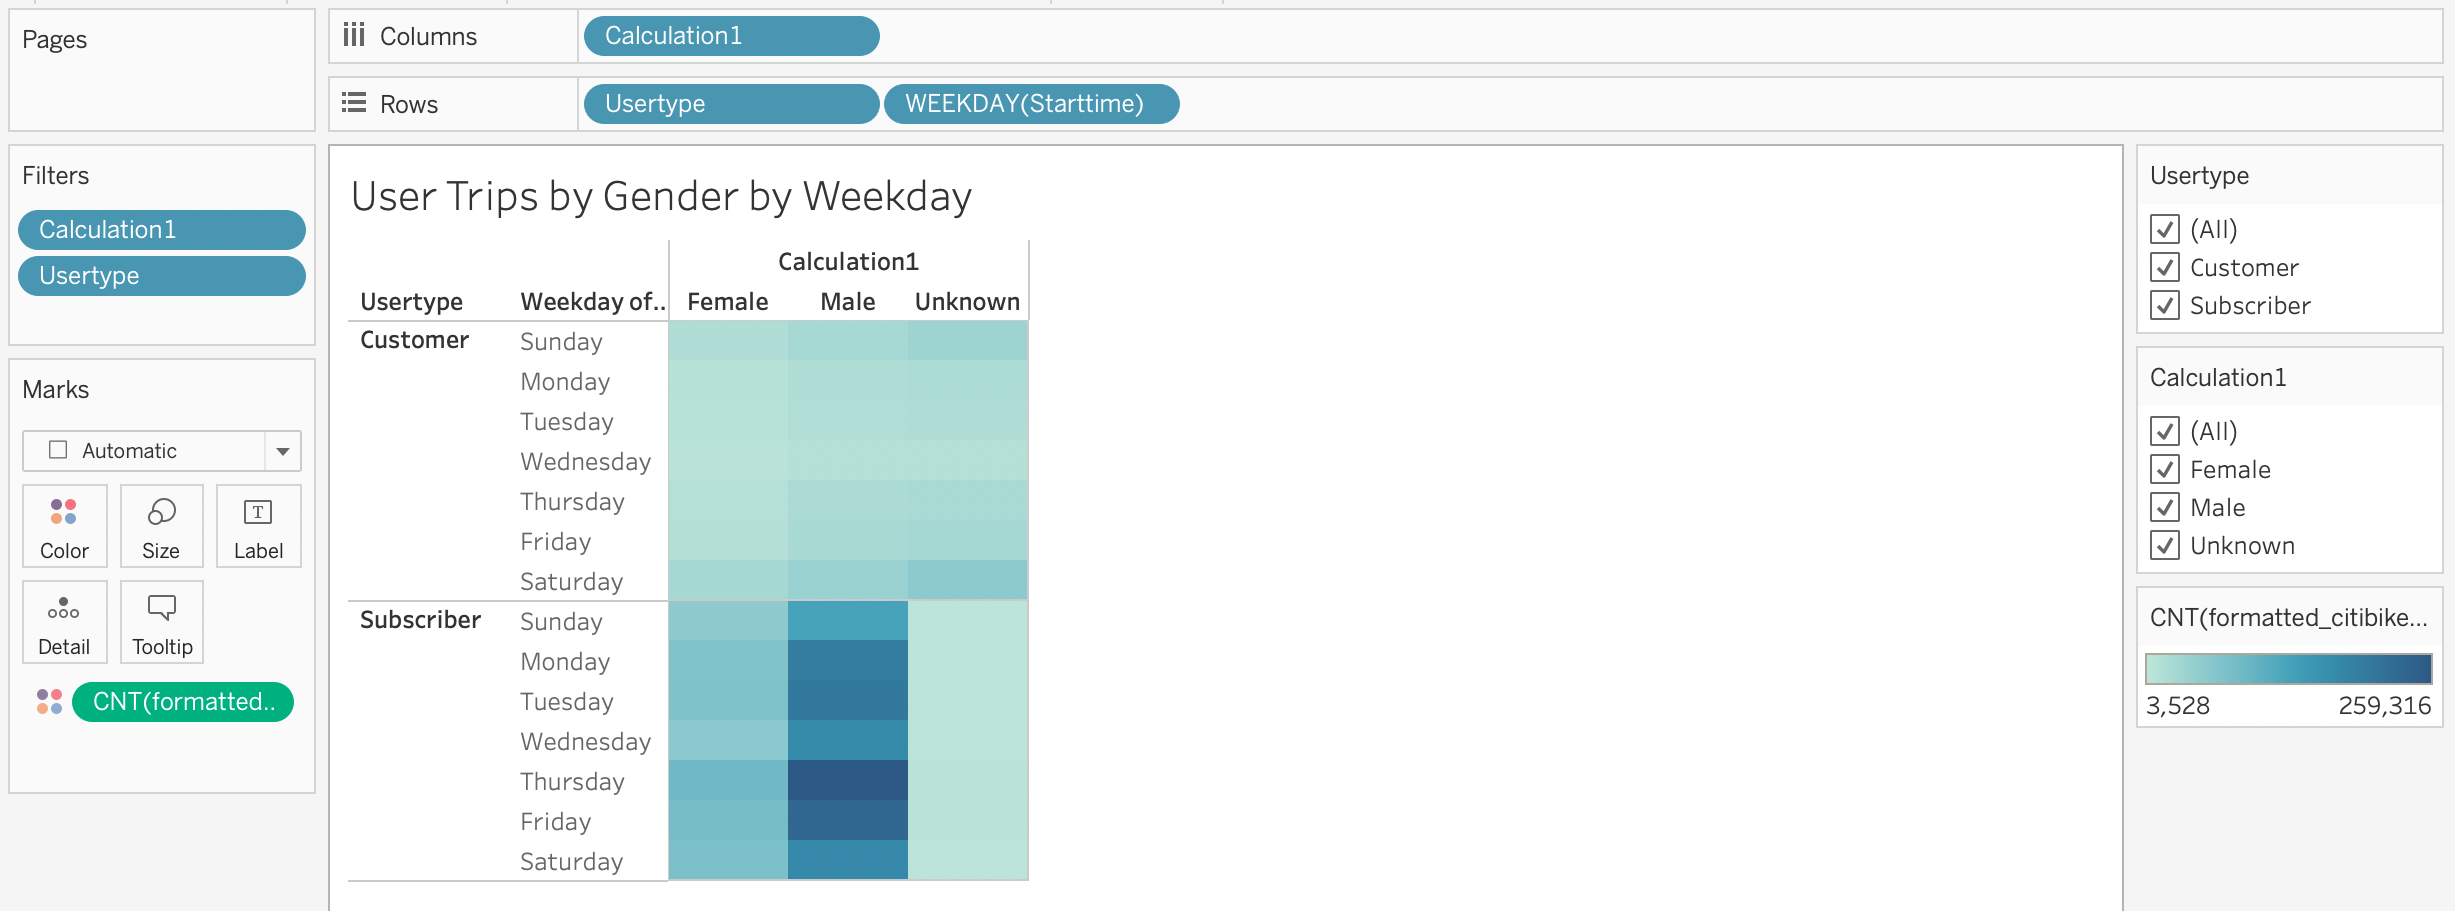 Pages
Columns
Calculation1
Rows
Usertype
WEEKDAY(Starttime)
Filters
Calculation1
Usertype
Marks
Automatic
Color
Size
T
Label
Detail
Tooltip
CNT(formatted..
User Trips by Gender by Weekday
Calculation1
Usertype
Weekday of..
Female
Male
Unknown
Customer
Sunday
Monday
Tuesday
Wednesday
Thursday
Friday
Saturday
Subscriber
Sunday
Monday
Tuesday
Wednesday
Thursday
Friday
Saturday
Usertype
(All)
Customer
Subscriber
Calculation1
(All)
Female
Male
Unknown
CNT(formatted_citibike...
3,528
259,316